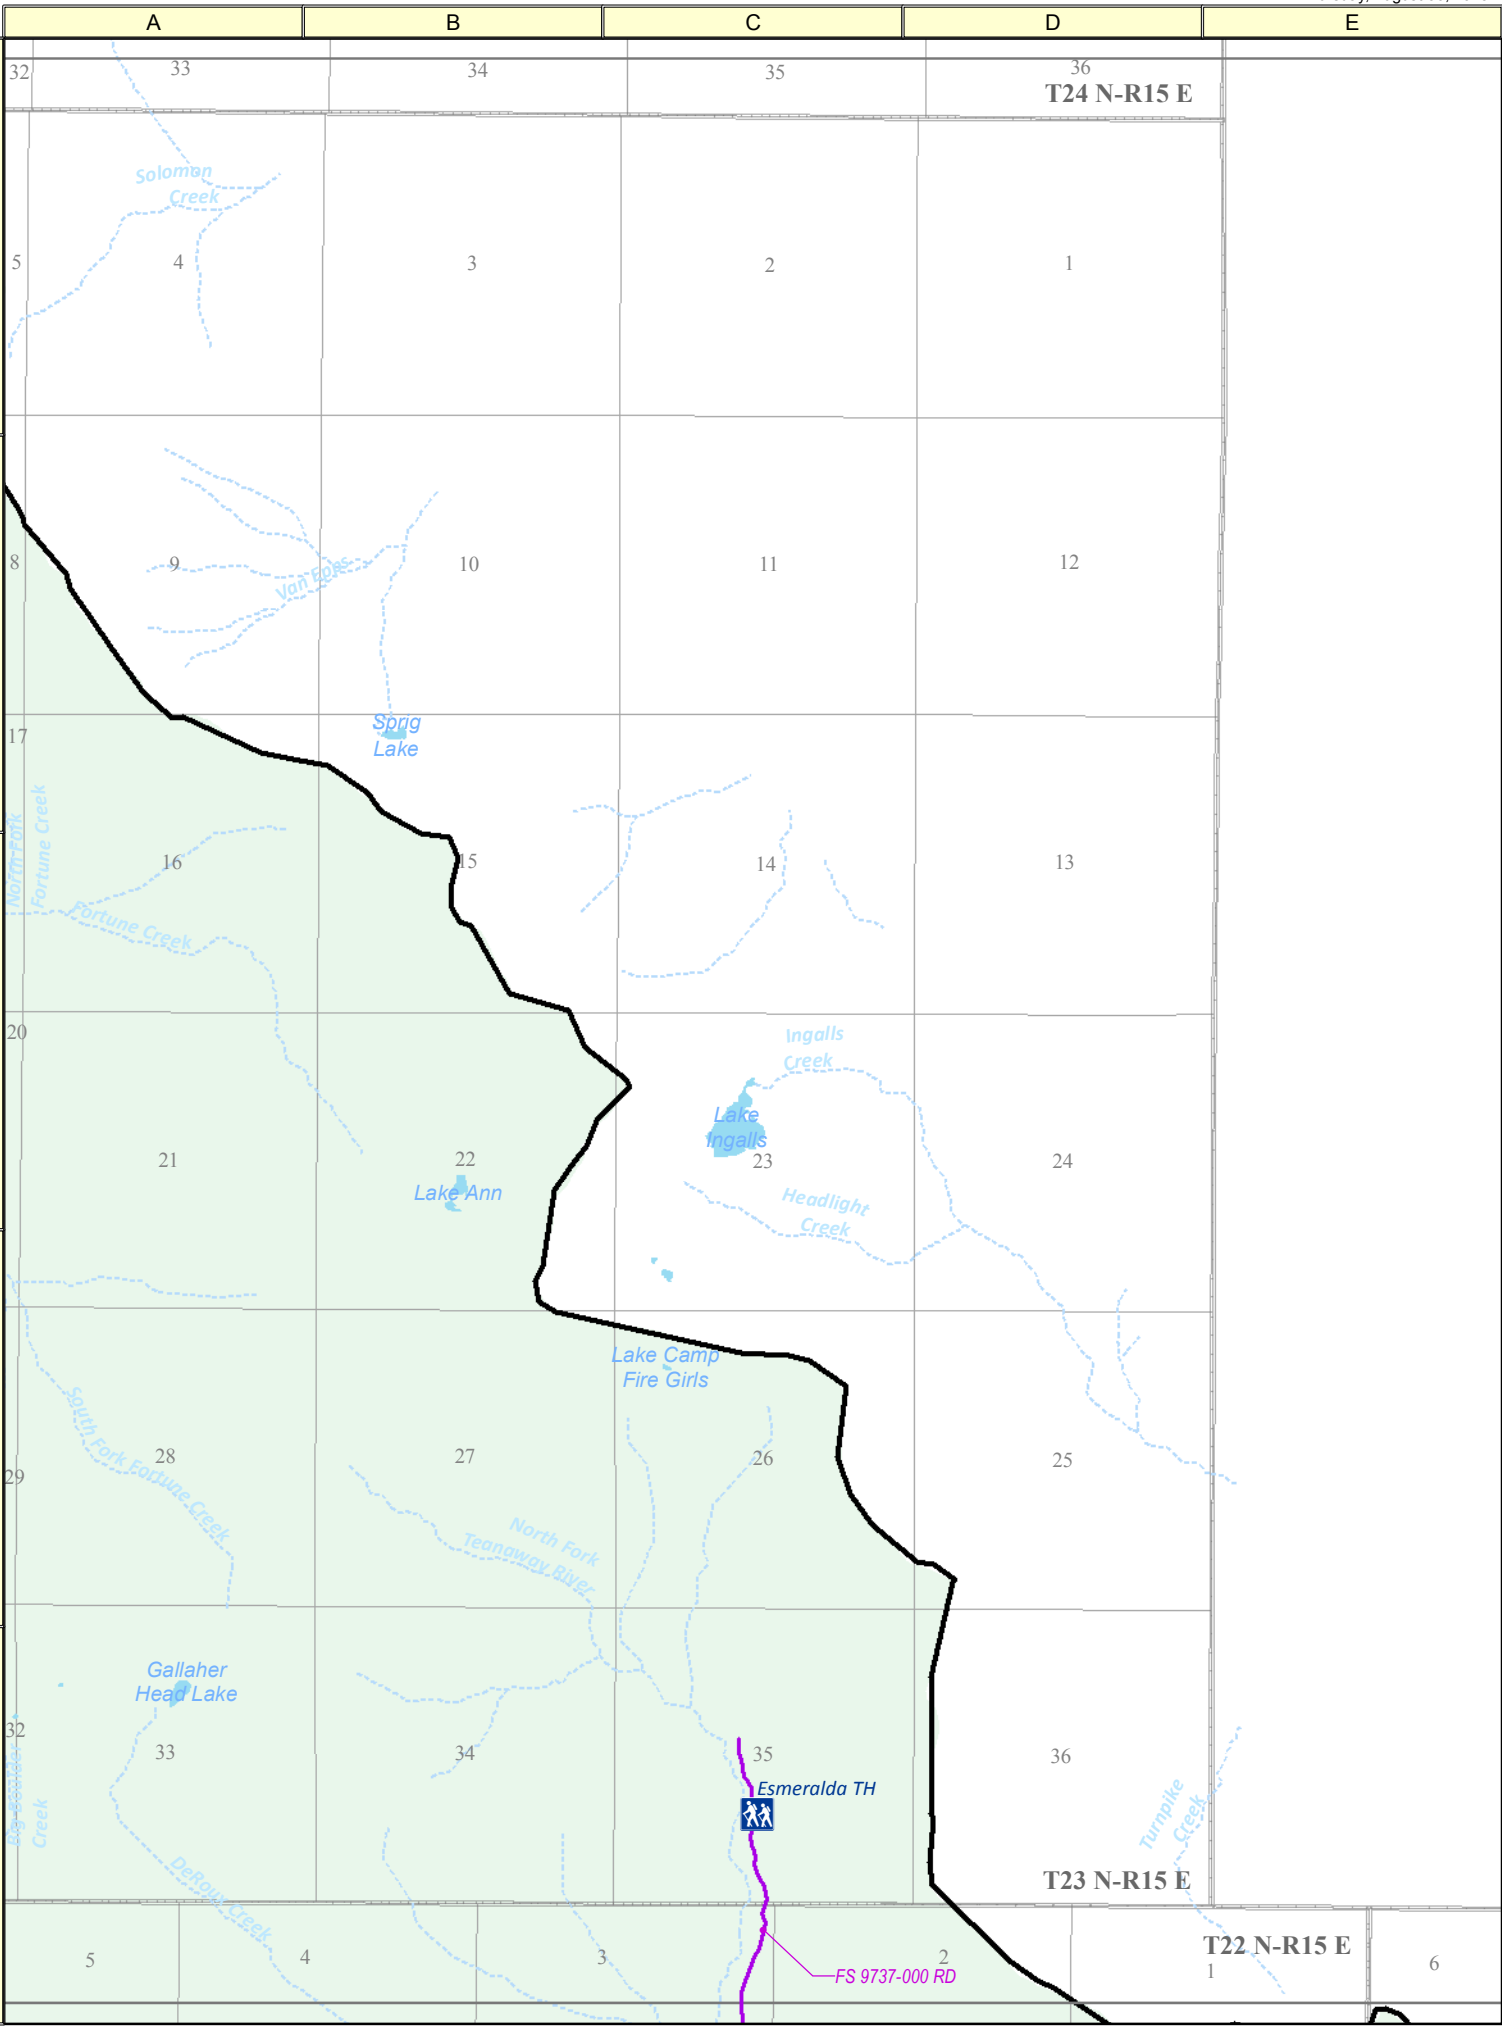 A B C D E
32 33 34 35 36
T24 N-R15 E
Solomon
Creek
5 4 3 2 1
8 9 10 11 12
Van Epps
Sprig
Lake
17
North Fork
Fortune Creek
16 15 14 13
Fortune Creek
20
Ingalls
Creek
Lake
Ingalls
21 22 23 24
Lake Ann
Headlight
Creek
Lake Camp
Fire Girls
South Fork Fortune Creek
29 28 27 26 25
North Fork
Teanaway River
Gallaher
Head Lake
32 33 34 35 36
Esmeralda TH
Creek
Turnpike
Creek
DeRoux Creek
T23 N-R15 E
T22 N-R15 E
5 4 3 2 1 6
FS 9737-000 RD